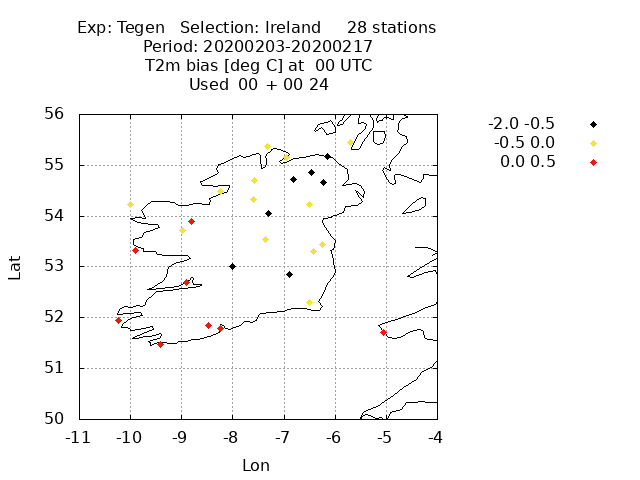 Exp: Tegen   Selection: Ireland     28 stations
Period: 20200203-20200217
T2m bias [deg C] at  00 UTC
Used  00 + 00 24
-2.0 -0.5
-0.5 0.0
0.0 0.5
56
55
54
53
52
51
50
-11 -10 -9 -8 -7 -6 -5 -4
Lat
Lon